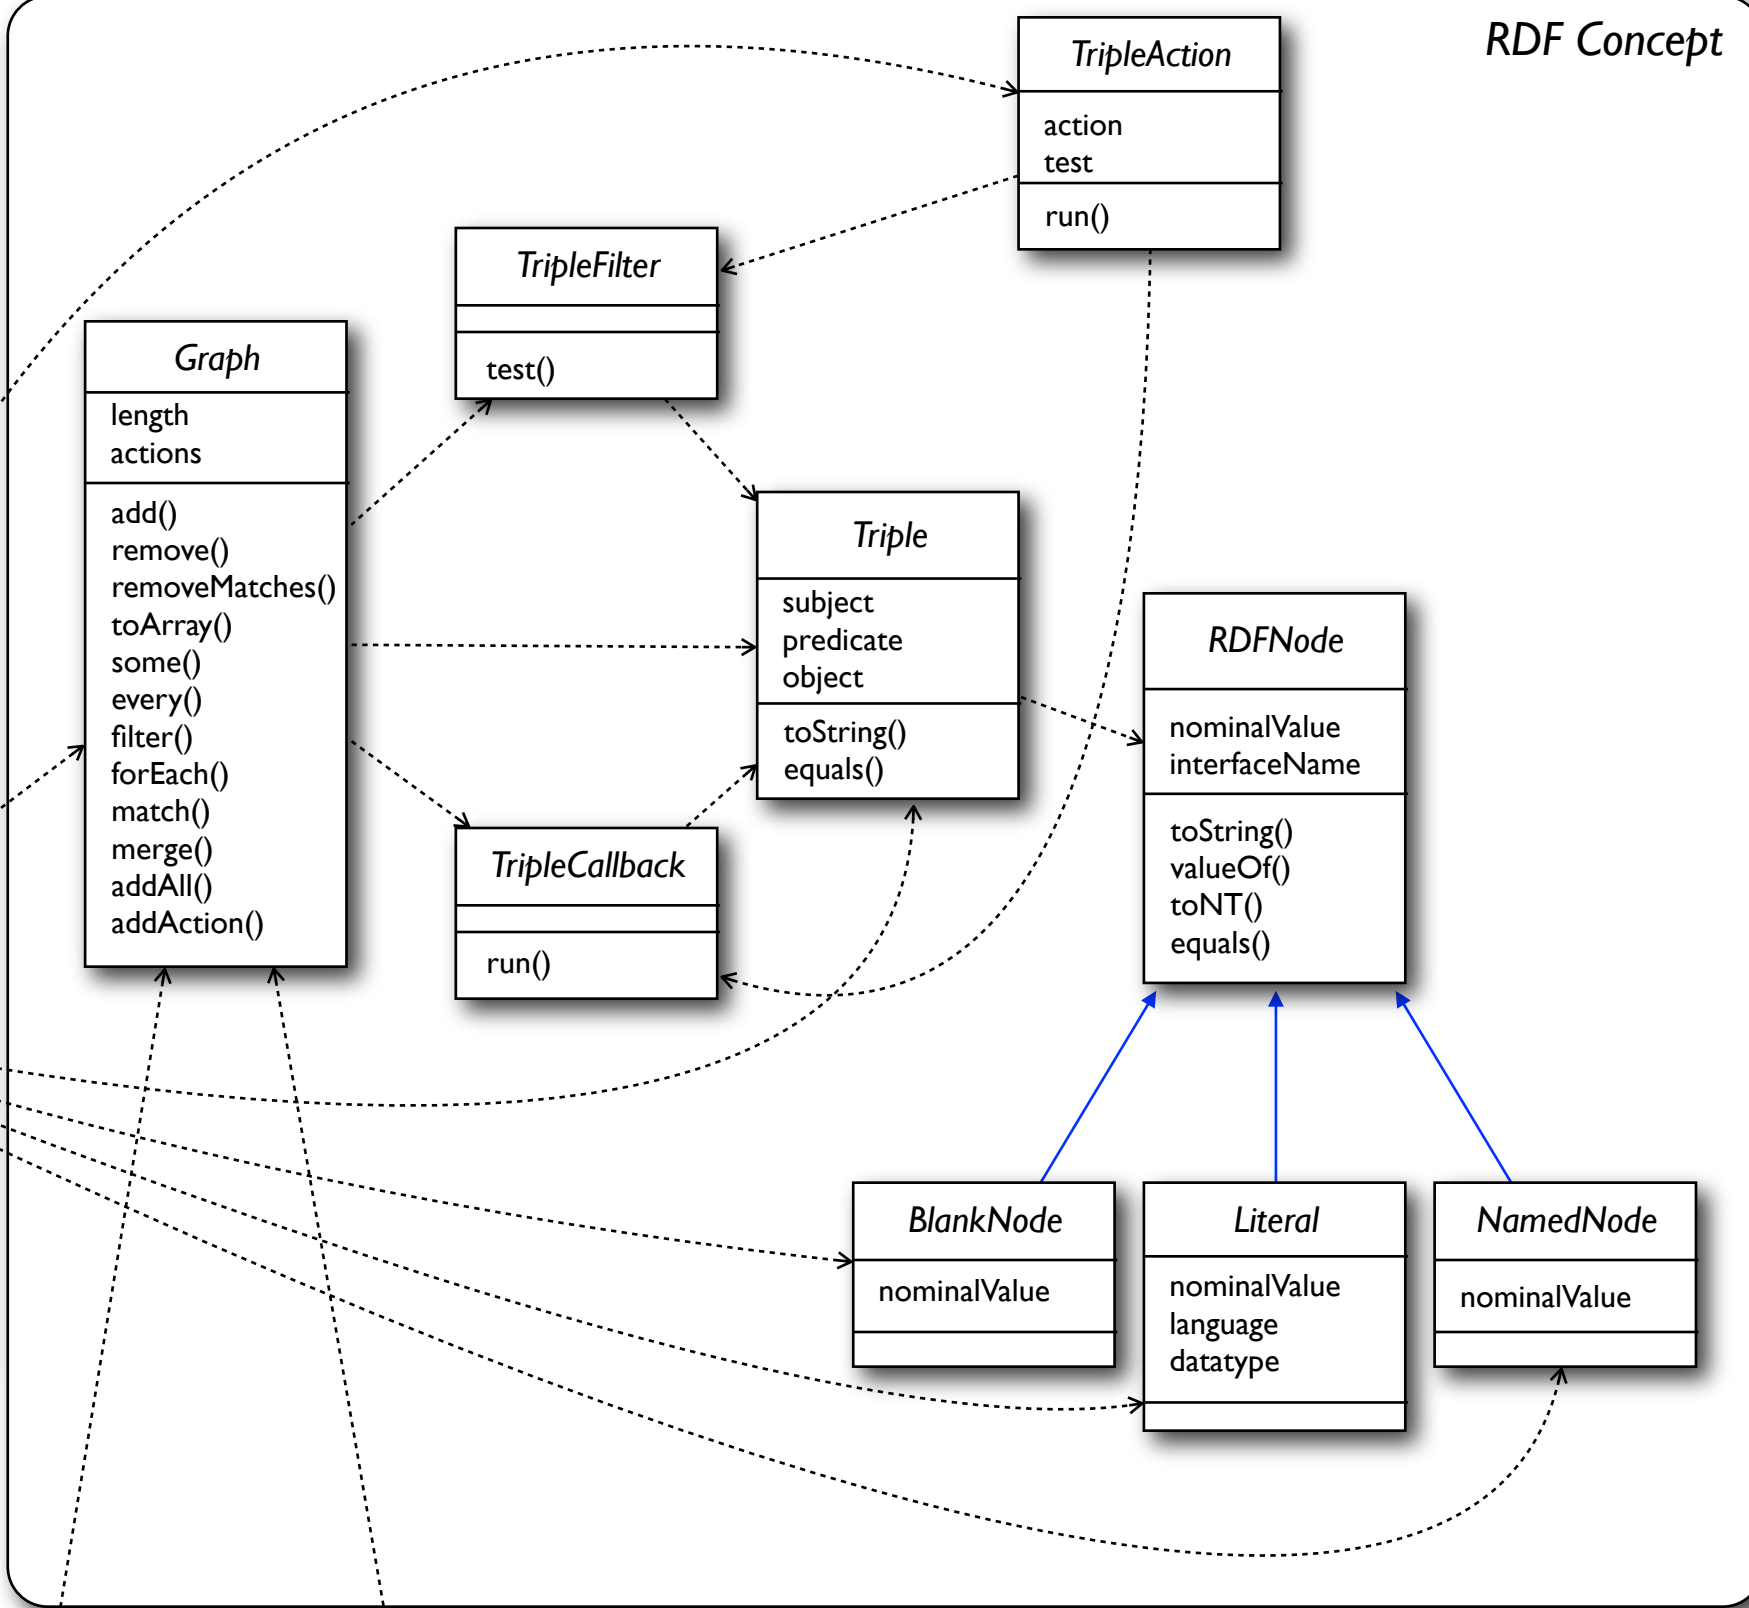 RDF Concept
TripleAction
action
test
run()
TripleFilter
test()
Graph
length
actions
add()
remove()
removeMatches()
toArray()
some()
every()
filter()
forEach()
match()
merge()
addAll()
addAction()
Triple
subject
predicate
object
toString()
equals()
RDFNode
nominalValue
interfaceName
toString()
valueOf()
toNT()
equals()
TripleCallback
run()
BlankNode
nominalValue
Literal
nominalValue
language
datatype
NamedNode
nominalValue